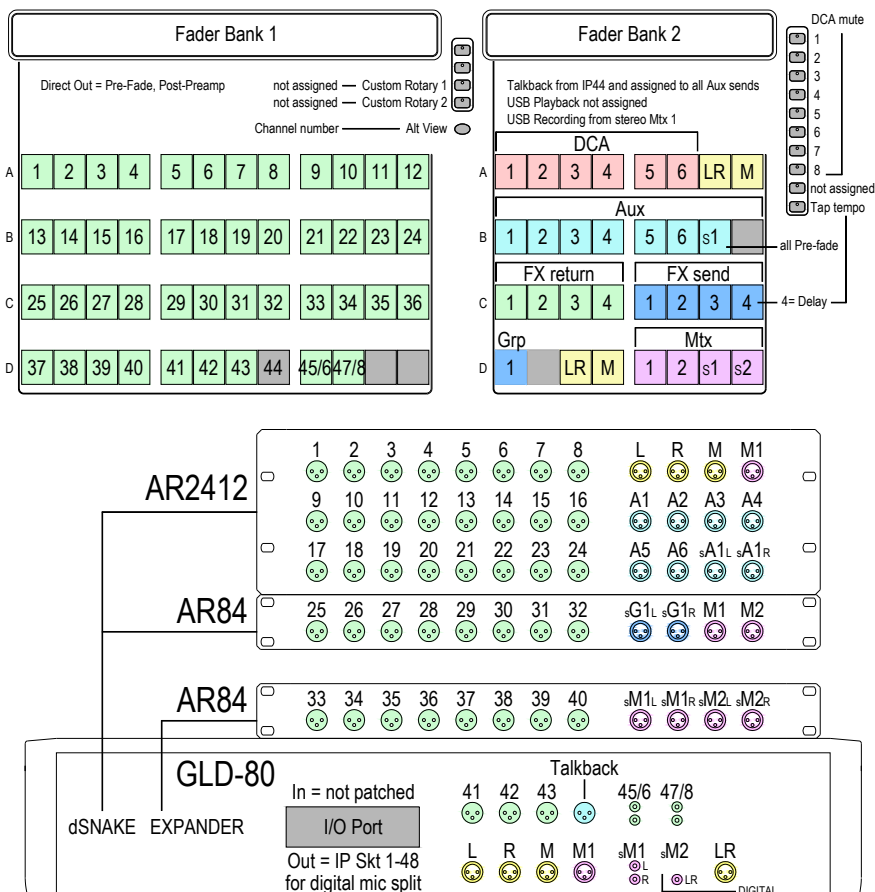 Fader Bank 1
Direct Out = Pre-Fade, Post-Preamp
not assigned — Custom Rotary 1
not assigned — Custom Rotary 2
Channel number — Alt View
A 1 2 3 4 5 6 7 8 9 10 11 12
B 13 14 15 16 17 18 19 20 21 22 23 24
C 25 26 27 28 29 30 31 32 33 34 35 36
D 37 38 39 40 41 42 43 44 45/6 47/8
Fader Bank 2
Talkback from IP44 and assigned to all Aux sends
USB Playback not assigned
USB Recording from stereo Mtx 1
DCA
A 1 2 3 4 5 6 LR M
Aux
B 1 2 3 4 5 6 s1
all Pre-fade
FX return FX send
C 1 2 3 4 1 2 3 4
4= Delay
Grp Mtx
D 1 LR M 1 2 s1 s2
DCA mute
1
2
3
4
5
6
7
8
not assigned
Tap tempo
AR2412
1 2 3 4 5 6 7 8 L R M M1
9 10 11 12 13 14 15 16 A1 A2 A3 A4
17 18 19 20 21 22 23 24 A5 A6 sA1L sA1R
AR84
25 26 27 28 29 30 31 32 sG1L sG1R M1 M2
AR84
33 34 35 36 37 38 39 40 sM1L sM1R sM2L sM2R
GLD-80
dSNAKE EXPANDER
In = not patched
I/O Port
Out = IP Skt 1-48
for digital mic split
Talkback
41 42 43 45/6 47/8
L R M M1 sM1 sM2 LR
L
R LR
DIGITAL